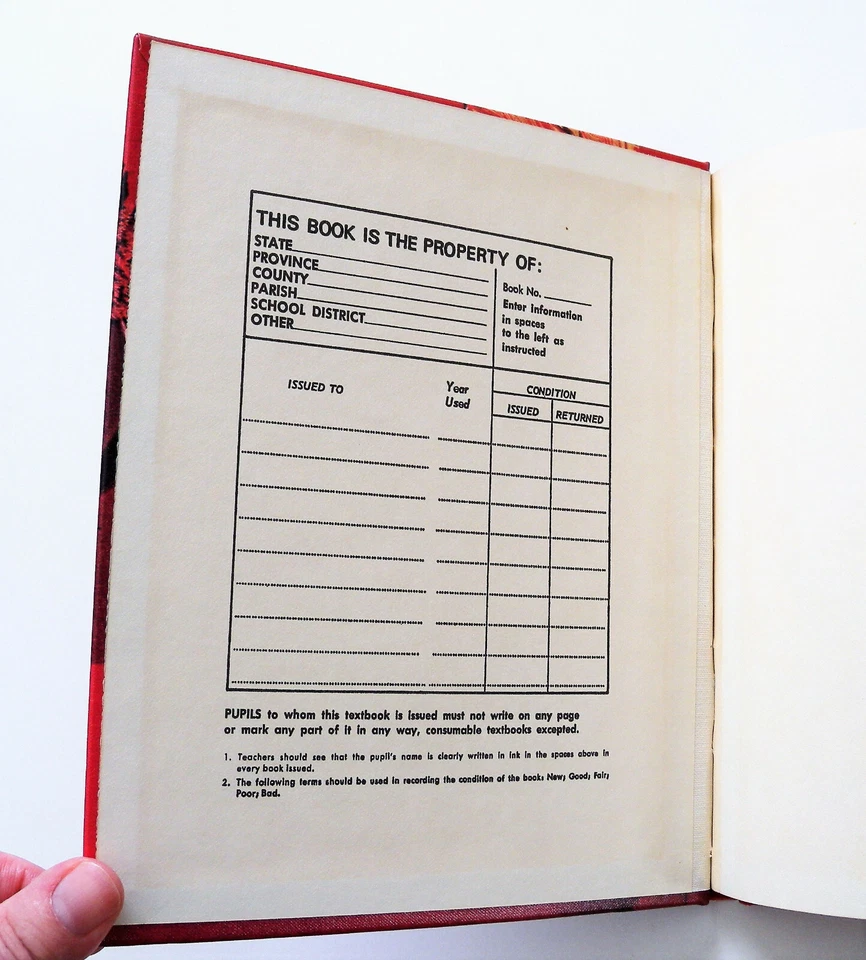 THIS BOOK IS THE PROPERTY OF:
STATE
PROVINCE
COUNTY
PARISH
SCHOOL DISTRICT
OTHER
Book No.
Enter information
in spaces
to the left as
instructed
ISSUED TO
Year
Used
CONDITION
ISSUED
RETURNED
PUPILS to whom this textbook is issued must not write on any page
or mark any part of it in any way, consumable textbooks excepted.
1. Teachers should see that the pupil's name is clearly written in ink in the spaces above in
every book issued.
2. The following terms should be used in recording the condition of the book: New; Good; Fair;
Poor; Bad.